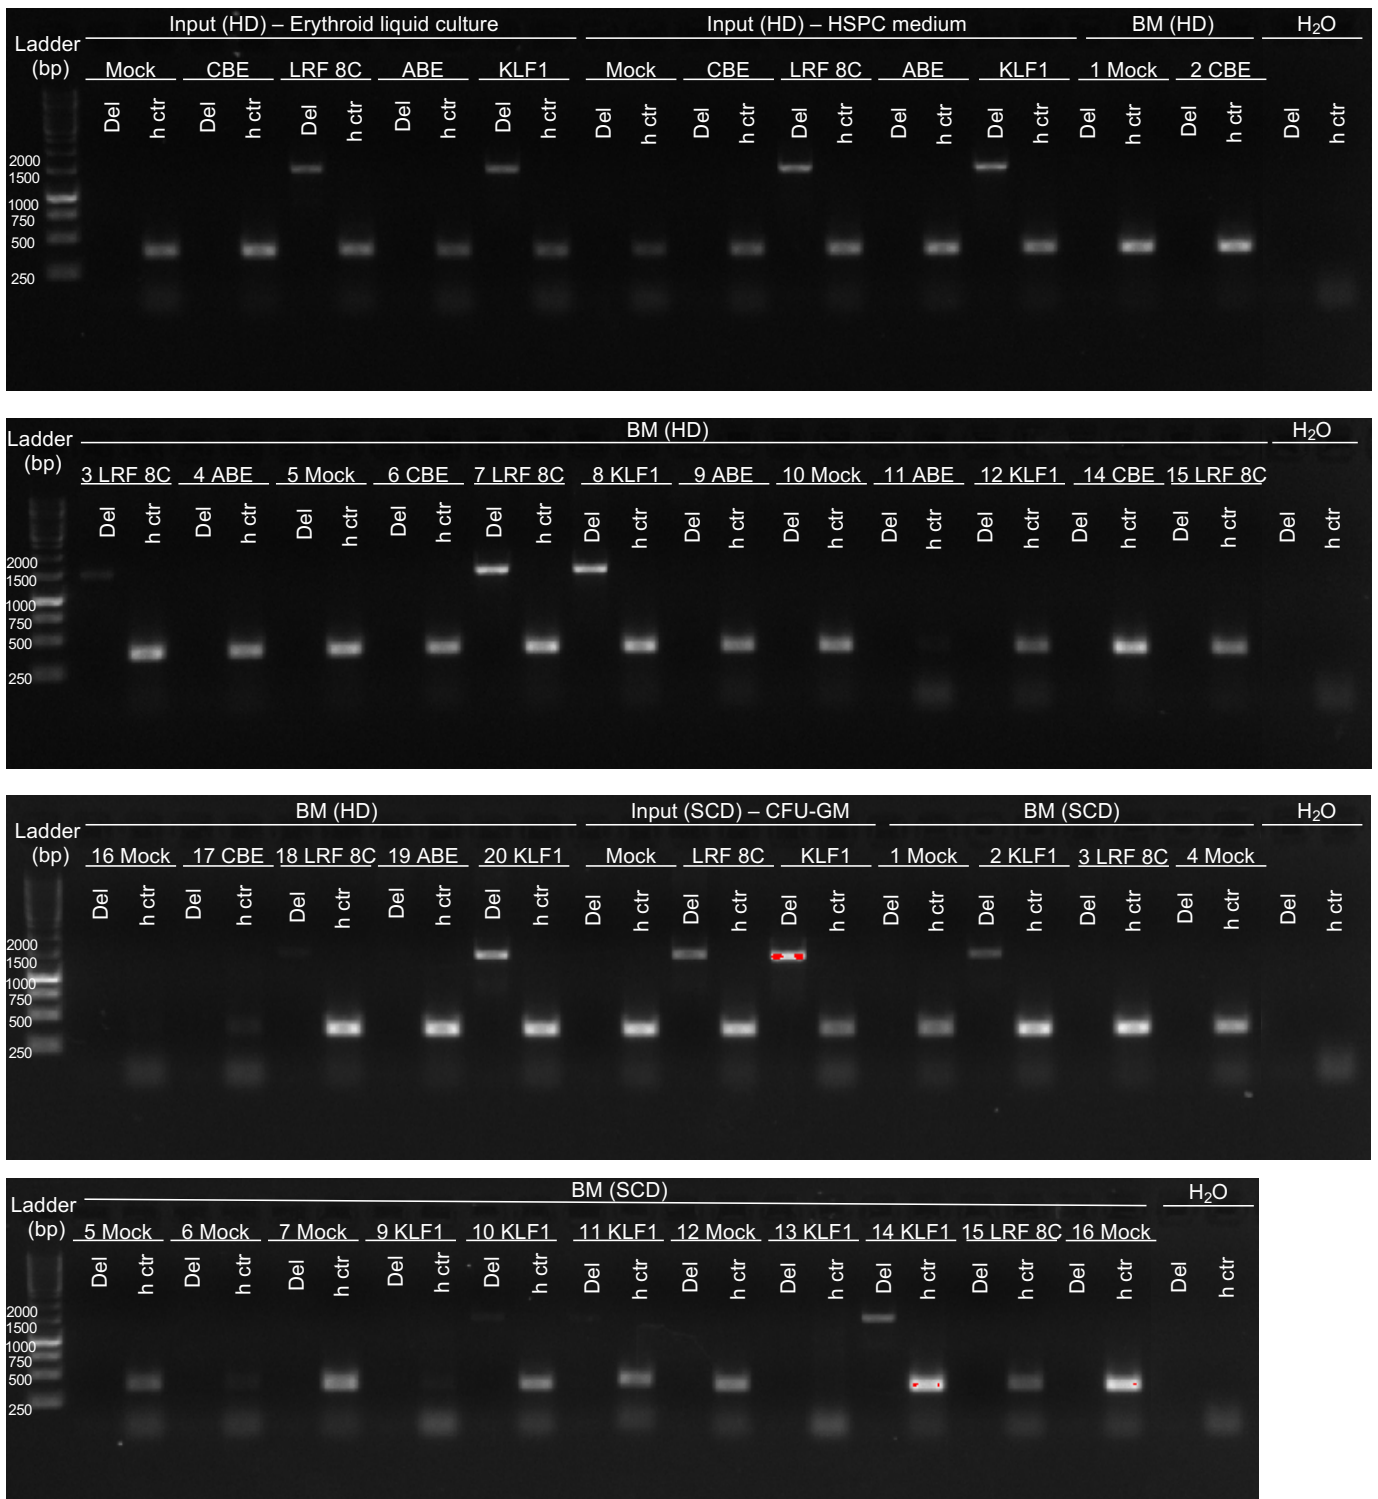 Input (HD) – Erythroid liquid culture Input (HD) – HSPC medium BM (HD) H₂O
Ladder
(bp) Mock CBE LRF 8C ABE KLF1 Mock CBE LRF 8C ABE KLF1 1 Mock 2 CBE
Del h ctr Del h ctr Del h ctr Del h ctr Del h ctr Del h ctr Del h ctr Del h ctr Del h ctr Del h ctr Del h ctr Del h ctr Del h ctr
2000
1500
1000
750
500
250
BM (HD) H₂O
Ladder
(bp)
3 LRF 8C 4 ABE 5 Mock 6 CBE 7 LRF 8C 8 KLF1 9 ABE 10 Mock 11 ABE 12 KLF1 14 CBE 15 LRF 8C
Del h ctr Del h ctr Del h ctr Del h ctr Del h ctr Del h ctr Del h ctr Del h ctr Del h ctr Del h ctr Del h ctr Del h ctr Del h ctr
2000
1500
1000
750
500
250
BM (HD) Input (SCD) – CFU-GM BM (SCD) H₂O
Ladder
(bp) 16 Mock 17 CBE 18 LRF 8C 19 ABE 20 KLF1 Mock LRF 8C KLF1 1 Mock 2 KLF1 3 LRF 8C 4 Mock
Del h ctr Del h ctr Del h ctr Del h ctr Del h ctr Del h ctr Del h ctr Del h ctr Del h ctr Del h ctr Del h ctr Del h ctr Del h ctr
2000
1500
1000
750
500
250
BM (SCD) H₂O
Ladder
(bp) 5 Mock 6 Mock 7 Mock 9 KLF1 10 KLF1 11 KLF1 12 Mock 13 KLF1 14 KLF1 15 LRF 8C 16 Mock
Del h ctr Del h ctr Del h ctr Del h ctr Del h ctr Del h ctr Del h ctr Del h ctr Del h ctr Del h ctr Del h ctr Del h ctr
2000
1500
1000
750
500
250